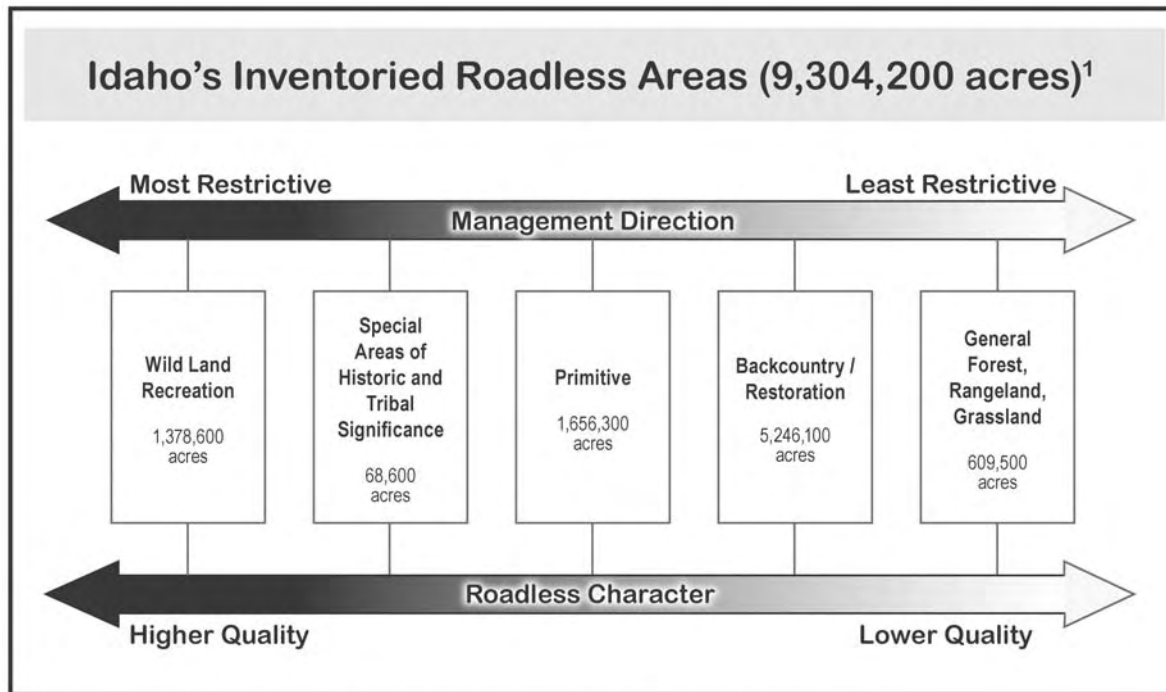 Idaho's Inventoried Roadless Areas (9,304,200 acres)¹
Most Restrictive
Least Restrictive
Management Direction
Wild Land
Recreation
1,378,600
acres
Special
Areas of
Historic and
Tribal
Significance
68,600
acres
Primitive
1,656,300
acres
Backcountry /
Restoration
5,246,100
acres
General
Forest,
Rangeland,
Grassland
609,500
acres
Roadless Character
Higher Quality
Lower Quality